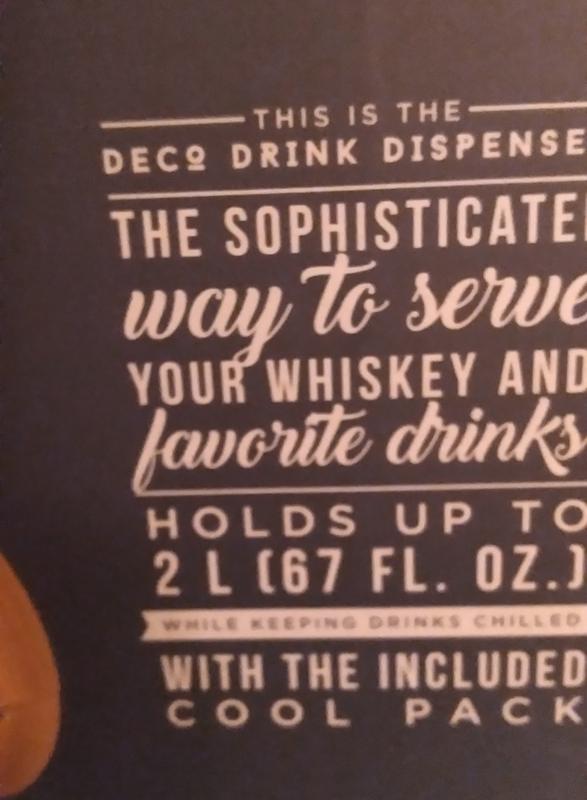 THIS IS THE
DECO DRINK DISPENSE
THE SOPHISTICATE
way to serve
YOUR WHISKEY AND
favorite drinks
HOLDS UP TO
2 L (67 FL. OZ.)
WHILE KEEPING DRINKS CHILLED
WITH THE INCLUDED
COOL PACK